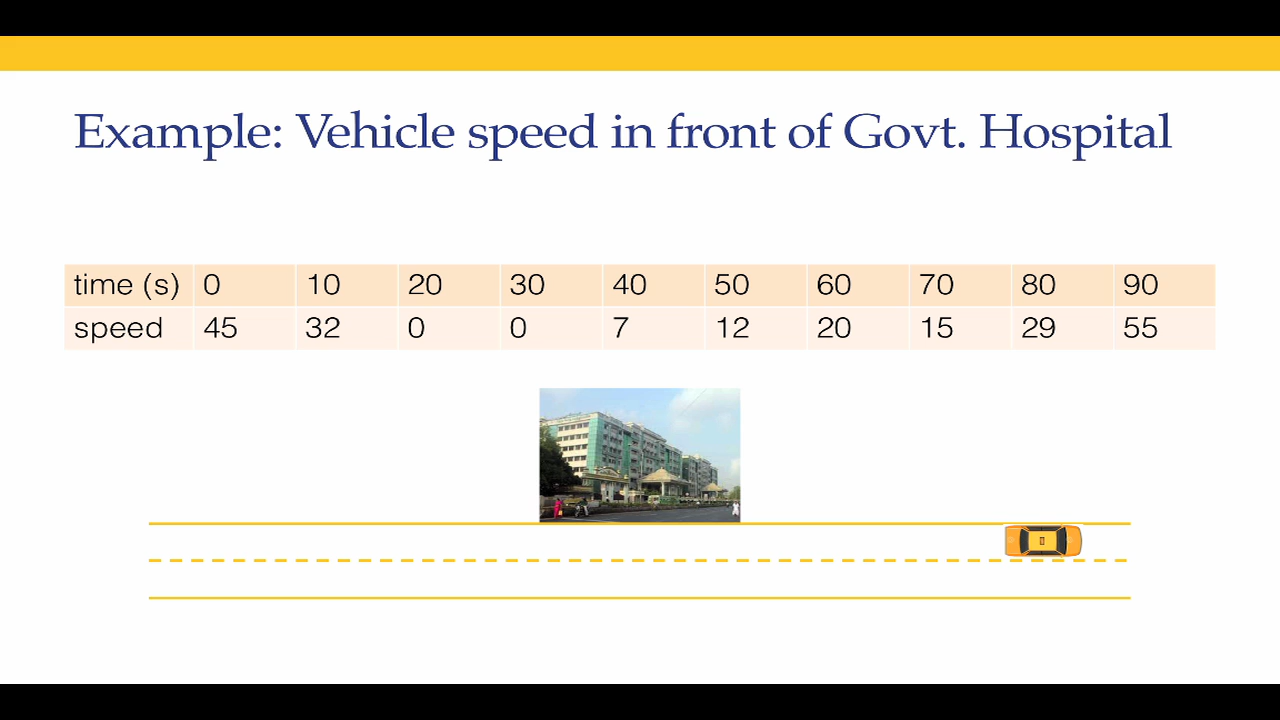 Example: Vehicle speed in front of Govt. Hospital
time (s) 0 10 20 30 40 50 60 70 80 90
speed 45 32 0 0 7 12 20 15 29 55